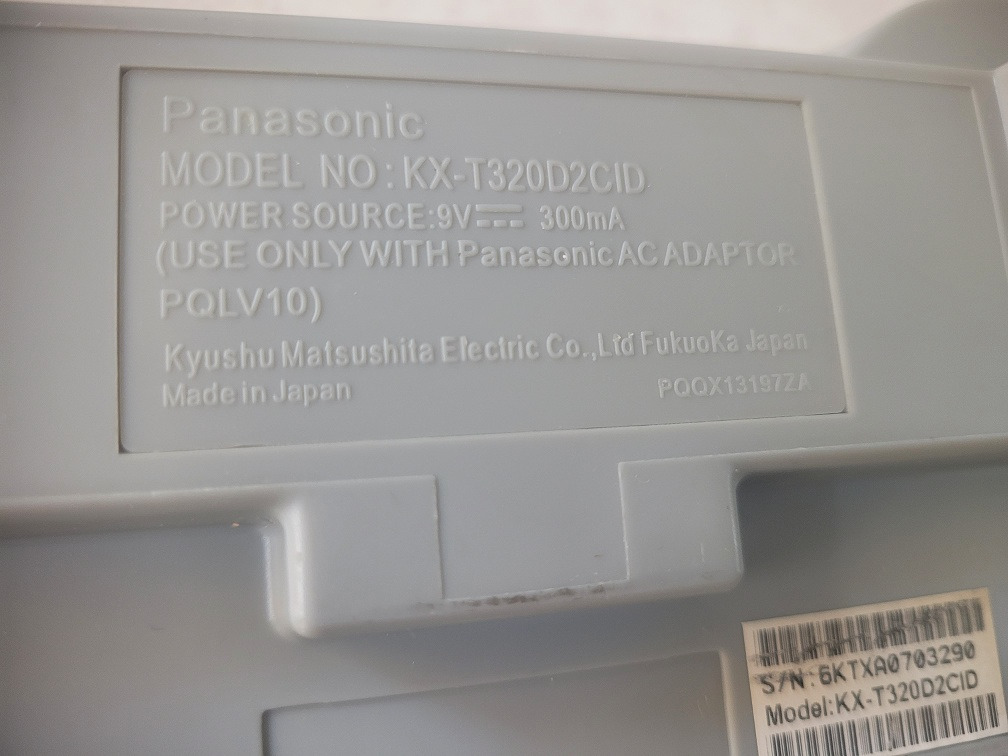 Panasonic
MODEL NO : KX-T320D2CID
POWER SOURCE:9V 300mA
(USE ONLY WITH Panasonic AC ADAPTOR
PQLV10)
Kyushu Matsushita Electric Co.,Ltd FukuoKa Japan
Made in Japan PQQX13197ZA
S/N:6KTXA0703290
Model:KX-T320D2CID